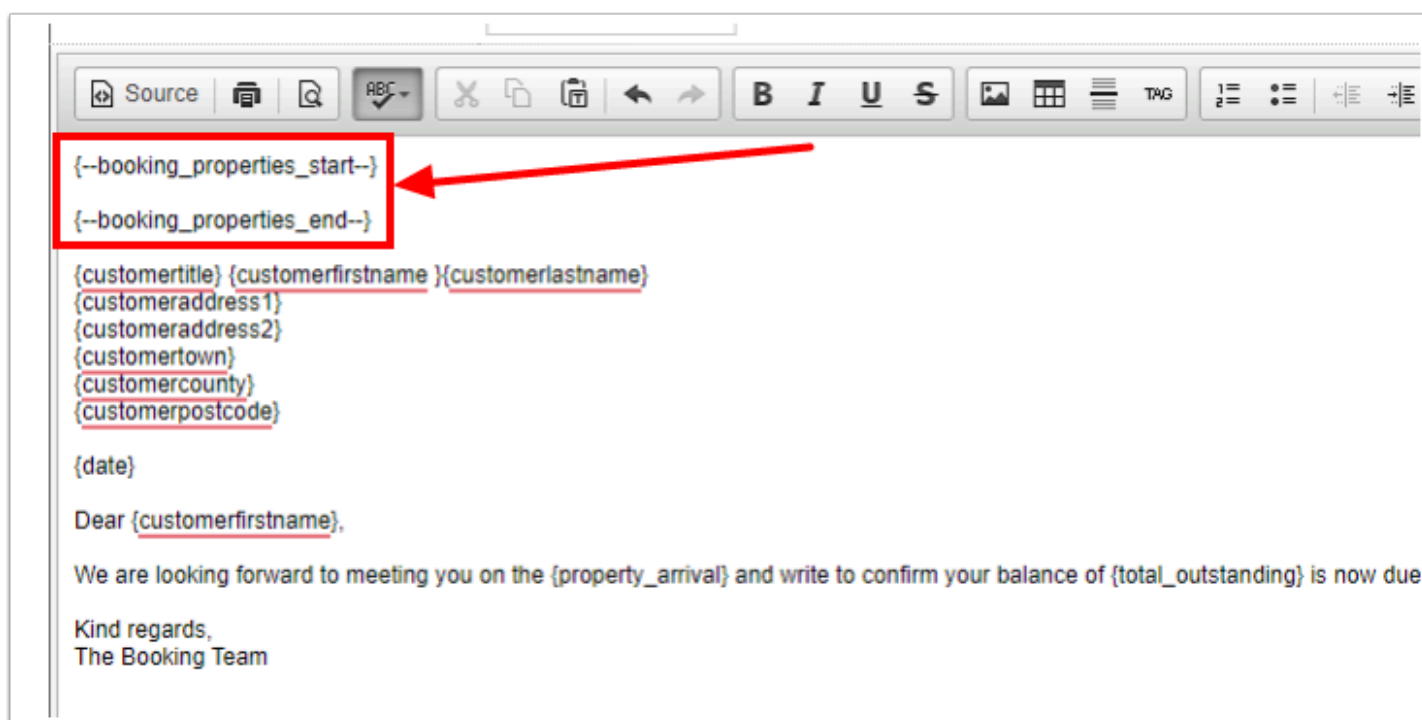 Source ABC B I U S TAG
{--booking_properties_start--}
{--booking_properties_end--}
{customertitle} {customerfirstname }{customerlastname}
{customeraddress1}
{customeraddress2}
{customertown}
{customercounty}
{customerpostcode}
{date}
Dear {customerfirstname},
We are looking forward to meeting you on the {property_arrival} and write to confirm your balance of {total_outstanding} is now due
Kind regards,
The Booking Team